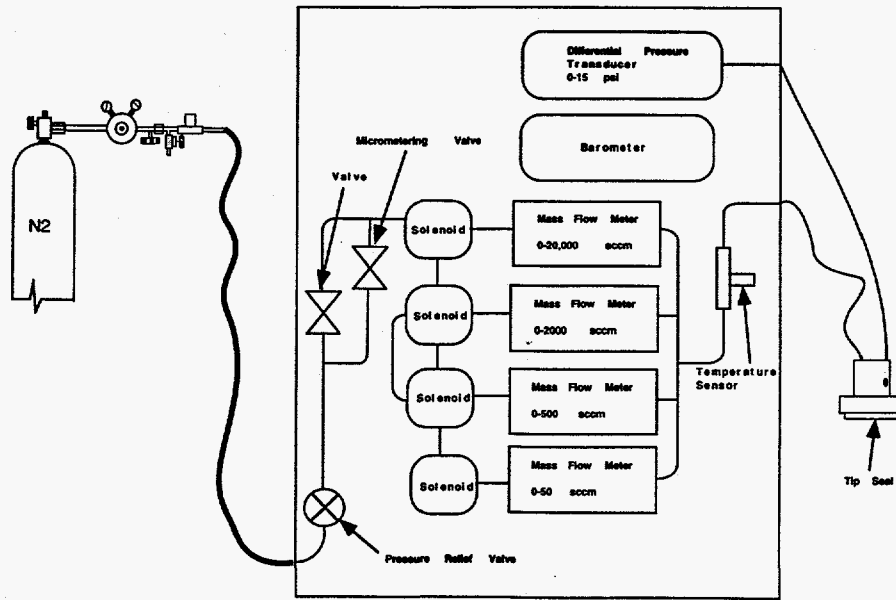 Differential Pressure
Transducer
0-15 psi
Barometer
Micrometering Valve
Valve
N2
Solenoid
Mass Flow Meter
0-20,000 sccm
Solenoid
Mass Flow Meter
0-2000 sccm
Temperature
Sensor
Solenoid
Mass Flow Meter
0-500 sccm
Solenoid
Mass Flow Meter
0-50 sccm
Tip Seal
Pressure Relief Valve